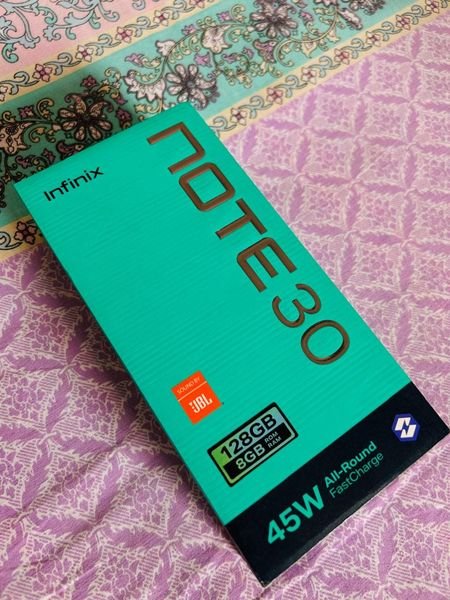 Infinix
NOTE 30
SOUND BY
JBL
128GB ROM
8GB RAM
45W All-Round
FastCharge